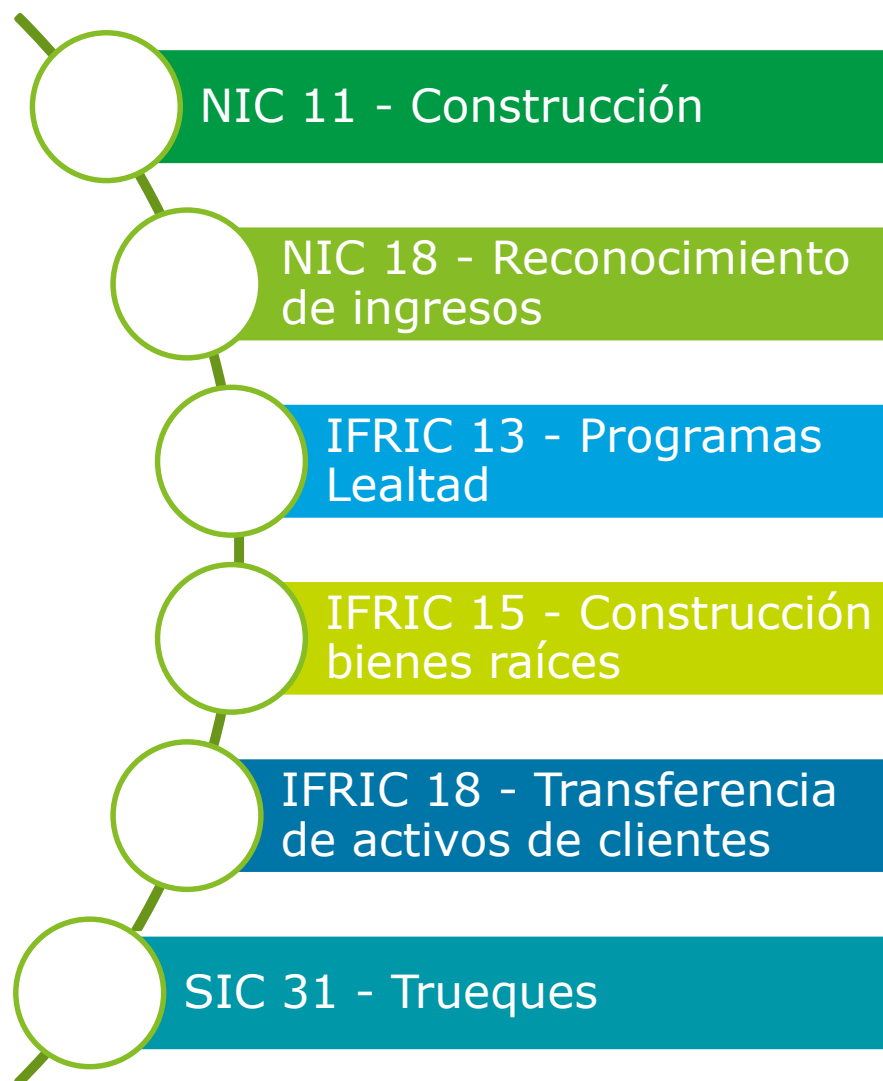 NIC 11 - Construcción
NIC 18 - Reconocimiento
de ingresos
IFRIC 13 - Programas
Lealtad
IFRIC 15 - Construcción
bienes raíces
IFRIC 18 - Transferencia
de activos de clientes
SIC 31 - Trueques